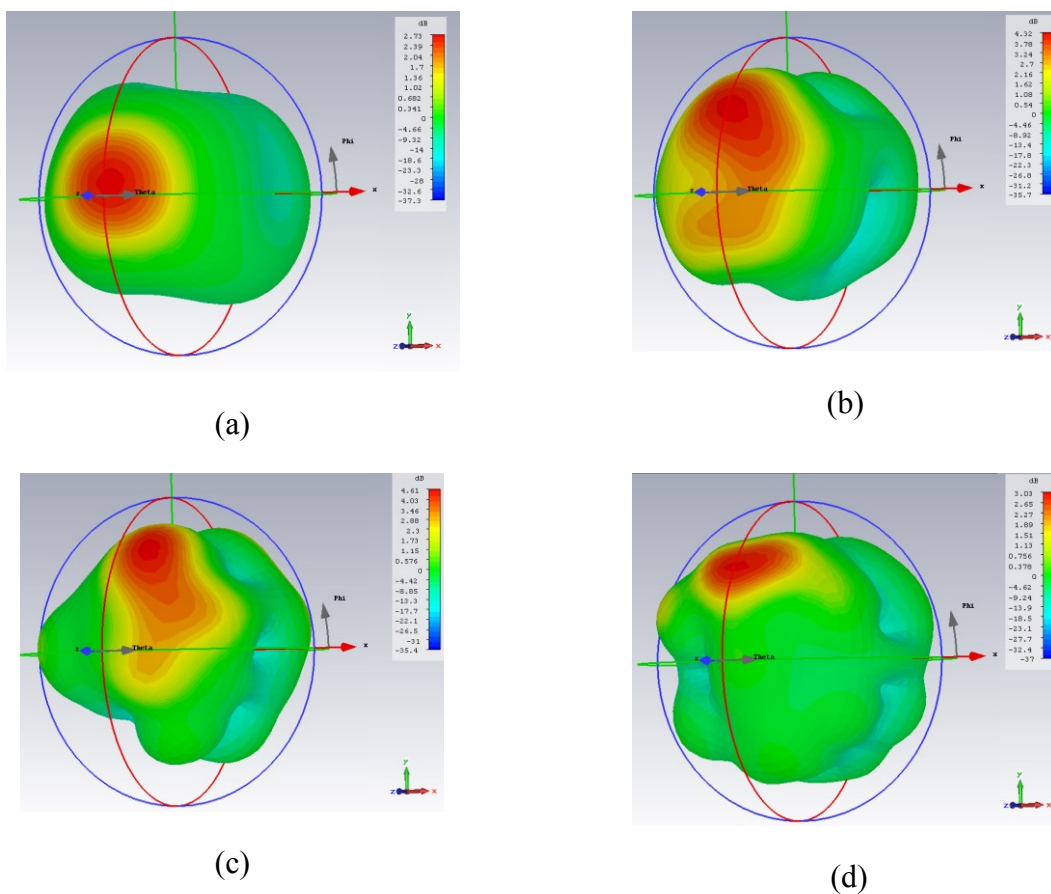 dB
2.73
2.39
2.04
1.7
1.36
1.02
0.682
0.341
0
-4.66
-9.32
-14
-18.6
-23.3
-28
-32.6
-37.3
Phi
z
Theta
x
y
z
x
(a)
dB
4.32
3.78
3.24
2.7
2.16
1.62
1.08
0.54
0
-4.46
-8.92
-13.4
-17.8
-22.3
-26.8
-31.2
-35.7
Phi
z
Theta
x
y
z
x
(b)
dB
4.61
4.03
3.46
2.88
2.3
1.73
1.15
0.576
0
-4.42
-8.85
-13.3
-17.7
-22.1
-26.5
-31
-35.4
Phi
z
Theta
x
y
z
x
(c)
dB
3.03
2.65
2.27
1.89
1.51
1.13
0.756
0.378
0
-4.62
-9.24
-13.9
-18.5
-23.1
-27.7
-32.4
-37
Phi
z
Theta
x
y
z
x
(d)